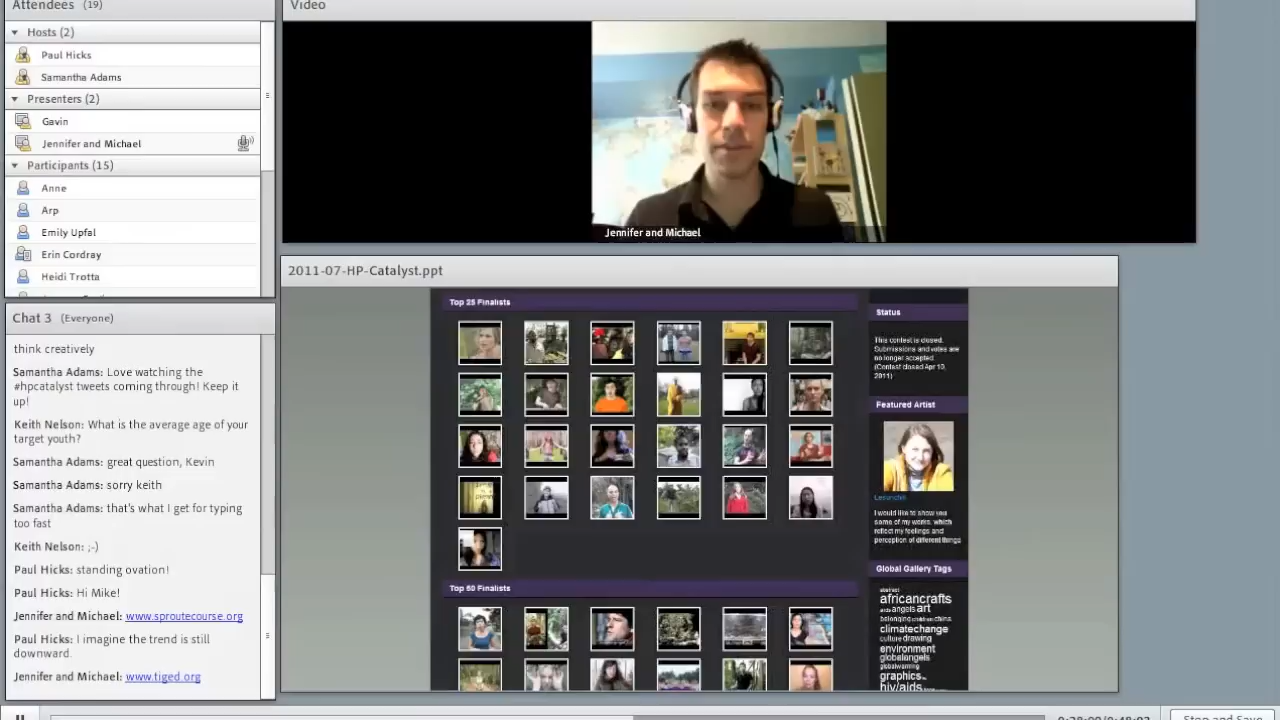 Attendees (19)
Hosts (2)
Paul Hicks
Samantha Adams
Presenters (2)
Gavin
Jennifer and Michael
Participants (15)
Anne
Arp
Emily Upfal
Erin Cordray
Heidi Trotta
Chat 3 (Everyone)
think creatively
Samantha Adams: Love watching the
#hpcatalyst tweets coming through! Keep it
up!
Keith Nelson: What is the average age of your
target youth?
Samantha Adams: great question, Kevin
Samantha Adams: sorry keith
Samantha Adams: that's what I get for typing
too fast
Keith Nelson: ;-)
Paul Hicks: standing ovation!
Paul Hicks: Hi Mike!
Jennifer and Michael: www.sproutecourse.org
Paul Hicks: I imagine the trend is still
downward.
Jennifer and Michael: www.tiged.org
Video
Jennifer and Michael
2011-07-HP-Catalyst.ppt
Top 25 Finalists
Top 50 Finalists
Status
This contest is closed.
Submissions and votes are
no longer accepted.
(Contest closed Apr 10,
2011)
Featured Artist
I would like to show you
some of my works, which
reflect my feelings and
perception of different things
Global Gallery Tags
africancrafts
angels art
belonging china
climatechange
culture drawing
environment
globalangels
globalwarming
graphics
hiv/aids
Stop and Save